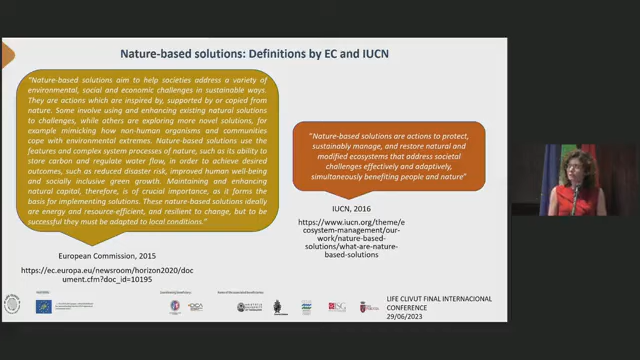 Nature-based solutions: Definitions by EC and IUCN
"Nature-based solutions aim to help societies address a variety of
environmental, social and economic challenges in sustainable ways.
They are actions which are inspired by, supported by or copied from
nature. Some involve using and enhancing existing natural solutions
to challenges, while others are exploring more novel solutions, for
example mimicking how non-human organisms and communities
cope with environmental extremes. Nature-based solutions use the
features and complex system processes of nature, such as its ability to
store carbon and regulate water flow, in order to achieve desired
outcomes, such as reduced disaster risk, improved human well-being
and socially inclusive green growth. Maintaining and enhancing
natural capital, therefore, is of crucial importance, as it forms the
basis for implementing solutions. These nature-based solutions ideally
are energy and resource-efficient, and resilient to change, but to be
successful they must be adapted to local conditions."
European Commission, 2015
https://ec.europa.eu/newsroom/horizon2020/doc
ument.cfm?doc_id=10195
"Nature-based solutions are actions to protect,
sustainably manage, and restore natural and
modified ecosystems that address societal
challenges effectively and adaptively,
simultaneously benefiting people and nature"
IUCN, 2016
https://www.iucn.org/theme/e
cosystem-management/our-
work/nature-based-
solutions/what-are-nature-
based-solutions
LIFE CLIVUT FINAL INTERNACIONAL
CONFERENCE
29/06/2023